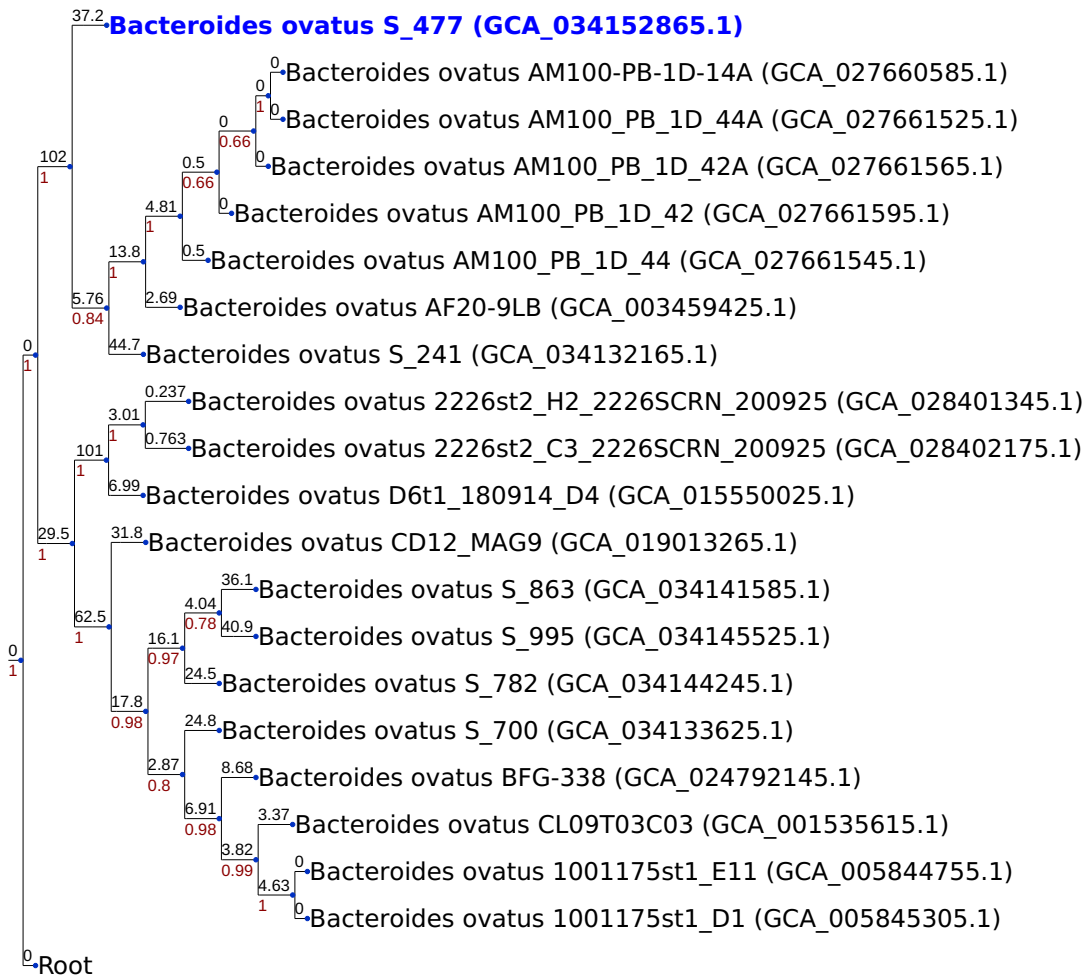 37.2
Bacteroides ovatus S_477 (GCA_034152865.1)
0
Bacteroides ovatus AM100-PB-1D-14A (GCA_027660585.1)
0
1
0
Bacteroides ovatus AM100_PB_1D_44A (GCA_027661525.1)
0
0.66
0
Bacteroides ovatus AM100_PB_1D_42A (GCA_027661565.1)
102
1
0.5
0.66
0
Bacteroides ovatus AM100_PB_1D_42 (GCA_027661595.1)
4.81
1
0.5
Bacteroides ovatus AM100_PB_1D_44 (GCA_027661545.1)
13.8
1
2.69
Bacteroides ovatus AF20-9LB (GCA_003459425.1)
5.76
0.84
44.7
Bacteroides ovatus S_241 (GCA_034132165.1)
0
1
0.237
Bacteroides ovatus 2226st2_H2_2226SCRN_200925 (GCA_028401345.1)
3.01
1
0.763
Bacteroides ovatus 2226st2_C3_2226SCRN_200925 (GCA_028402175.1)
101
1
6.99
Bacteroides ovatus D6t1_180914_D4 (GCA_015550025.1)
29.5
1
31.8
Bacteroides ovatus CD12_MAG9 (GCA_019013265.1)
36.1
Bacteroides ovatus S_863 (GCA_034141585.1)
4.04
0.78
40.9
Bacteroides ovatus S_995 (GCA_034145525.1)
62.5
1
16.1
0.97
24.5
Bacteroides ovatus S_782 (GCA_034144245.1)
0
1
17.8
0.98
24.8
Bacteroides ovatus S_700 (GCA_034133625.1)
2.87
0.8
8.68
Bacteroides ovatus BFG-338 (GCA_024792145.1)
6.91
0.98
3.37
Bacteroides ovatus CL09T03C03 (GCA_001535615.1)
3.82
0.99
0
Bacteroides ovatus 1001175st1_E11 (GCA_005844755.1)
4.63
1
0
Bacteroides ovatus 1001175st1_D1 (GCA_005845305.1)
0
Root